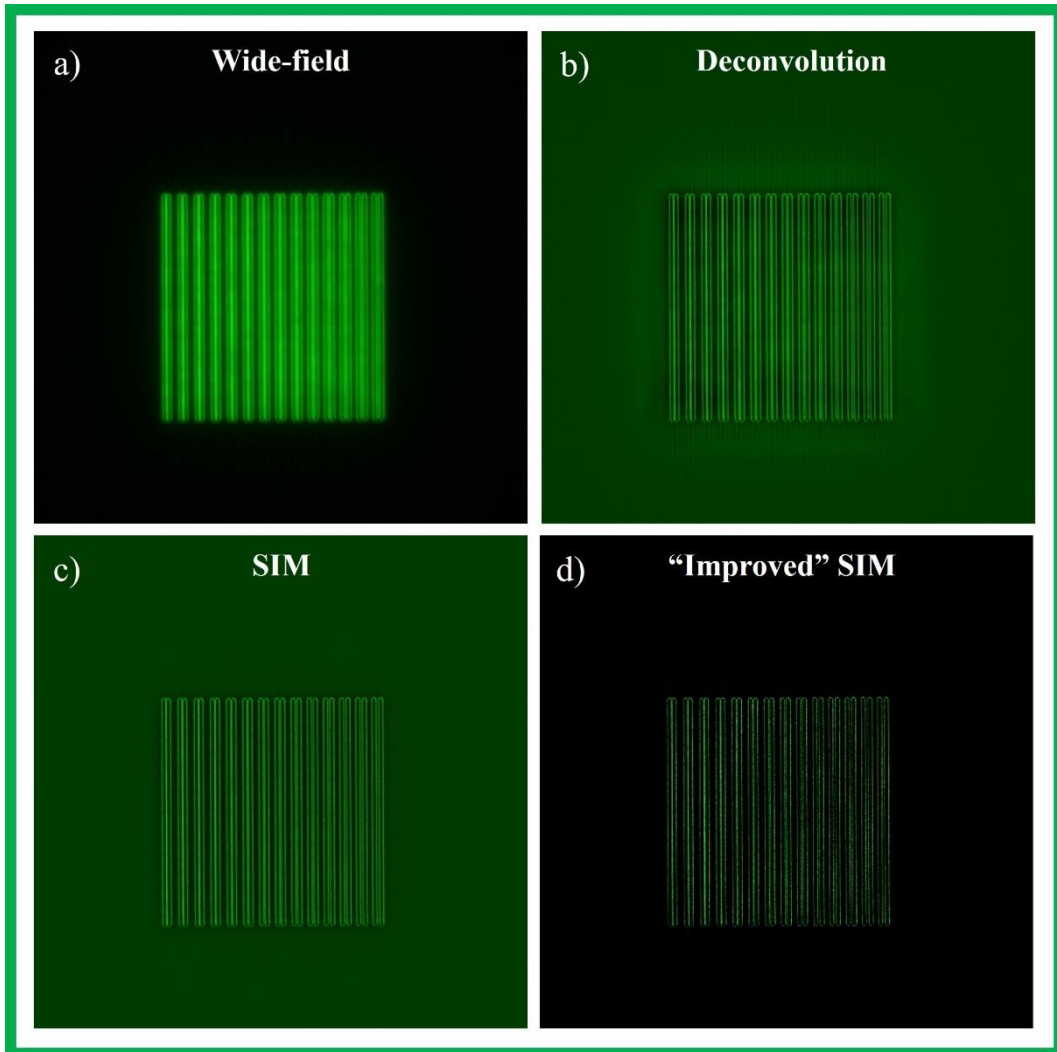 a) Wide-field
b) Deconvolution
c) SIM
d) “Improved” SIM